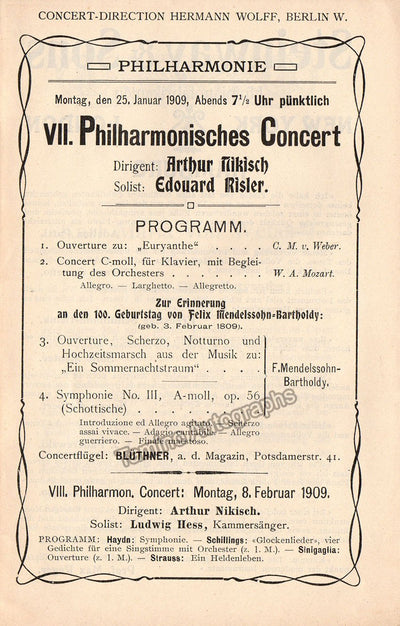 CONCERT-DIRECTION HERMANN WOLFF, BERLIN W.
PHILHARMONIE
Montag, den 25. Januar 1909, Abends 7 1/2 Uhr pünktlich
VII. Philharmonisches Concert
Dirigent: Arthur Nikisch
Solist: Edouard Risler.
PROGRAMM.
1. Ouverture zu: „Euryanthe“ . . . . . C. M. v. Weber.
2. Concert C-moll, für Klavier, mit Beglei-
tung des Orchesters . . . . . . . W. A. Mozart.
Allegro. — Larghetto. — Allegretto.
Zur Erinnerung
an den 100. Geburtstag von Felix Mendelssohn-Bartholdy:
(geb. 3. Februar 1809).
3. Ouverture, Scherzo, Notturno und
Hochzeitsmarsch aus der Musik zu:
„Ein Sommernachtstraum“ . . . .
F. Mendelssohn-
Bartholdy.
4. Symphonie No. III, A-moll, op. 56
(Schottische) . . . . . . . .
Introduzione ed Allegro agitato. — Scherzo
assai vivace. — Adagio cantabile. — Allegro
guerriero. — Finale maestoso.
Concertflügel: BLÜTHNER, a. d. Magazin, Potsdamerstr. 41.
VIII. Philharmon. Concert: Montag, 8. Februar 1909.
Dirigent: Arthur Nikisch.
Solist: Ludwig Hess, Kammersänger.
PROGRAMM: Haydn: Symphonie. — Schillings: «Glockenlieder», vier
Gedichte für eine Singstimme mit Orchester (z. 1. M.). — Sinigaglia:
Ouverture (z. 1. M.). — Strauss: Ein Heldenleben.